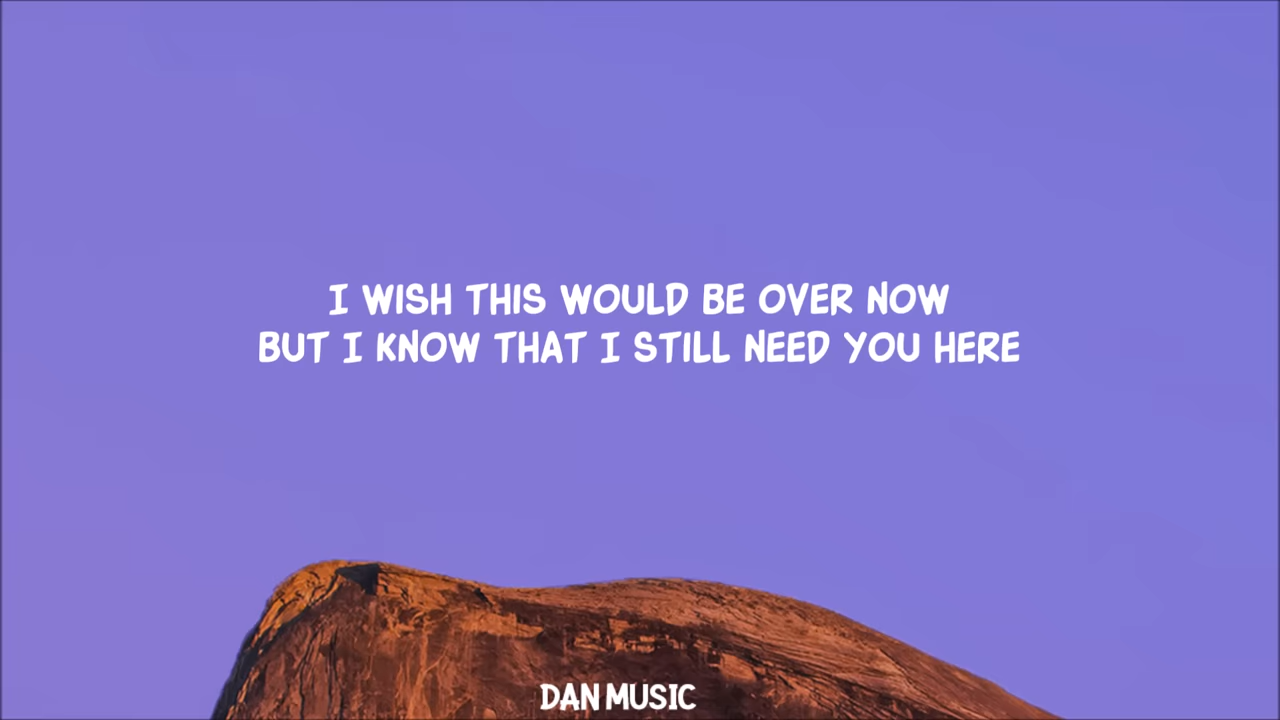 I WISH THIS WOULD BE OVER NOW
BUT I KNOW THAT I STILL NEED YOU HERE
DAN MUSIC